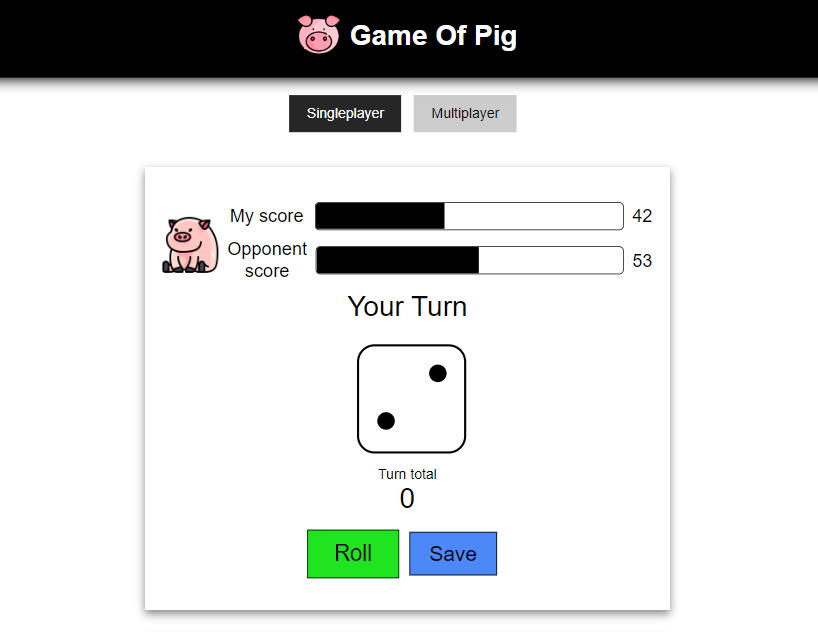 Game Of Pig
Singleplayer Multiplayer
My score 42
Opponent
score 53
Your Turn
Turn total
0
Roll Save